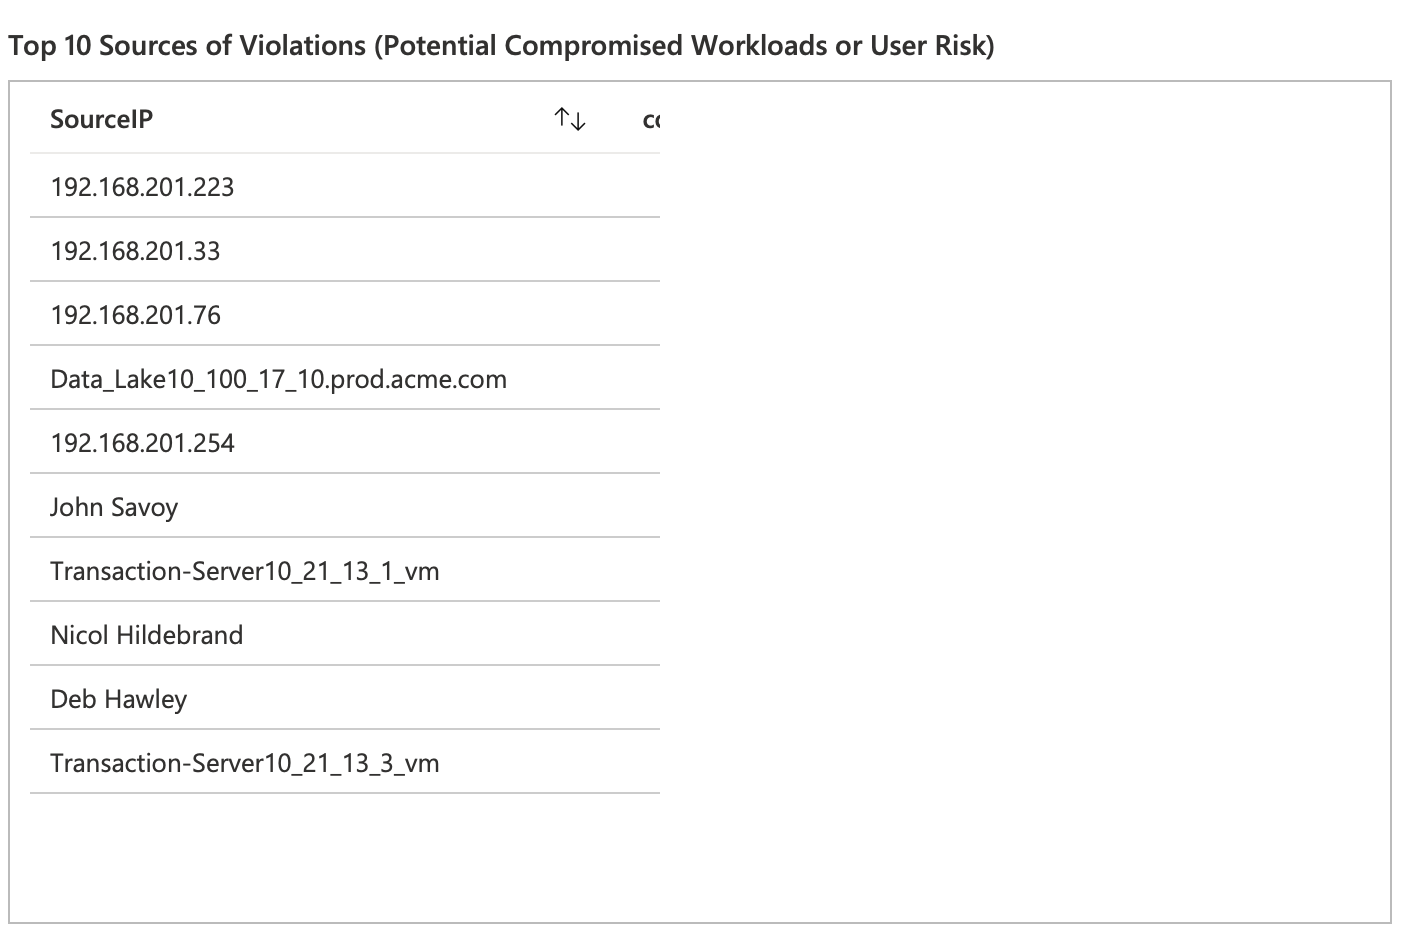 Top 10 Sources of Violations (Potential Compromised Workloads or User Risk)
SourceIP ↑↓
192.168.201.223
192.168.201.33
192.168.201.76
Data_Lake10_100_17_10.prod.acme.com
192.168.201.254
John Savoy
Transaction-Server10_21_13_1_vm
Nicol Hildebrand
Deb Hawley
Transaction-Server10_21_13_3_vm